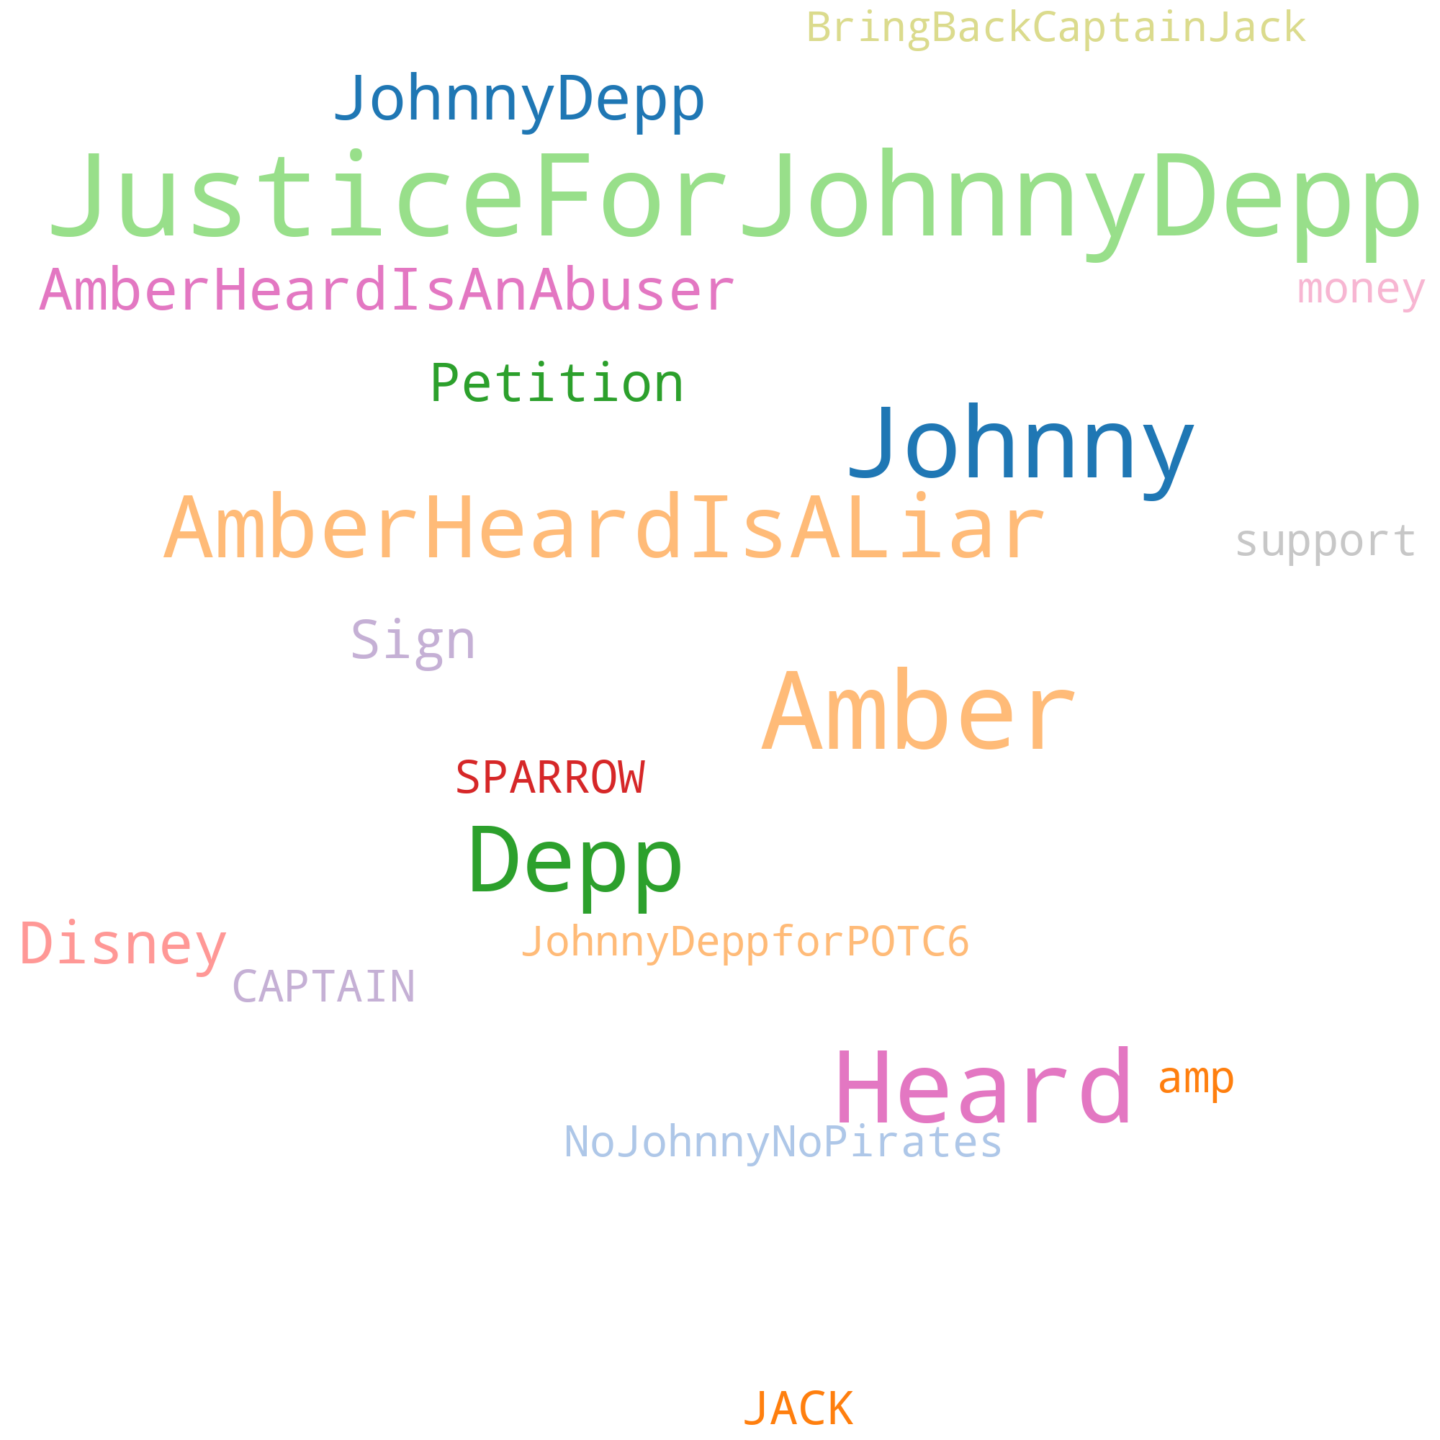 BringBackCaptainJack
JohnnyDepp
JusticeForJohnnyDepp
AmberHeardIsAnAbuser
money
Petition
Johnny
AmberHeardIsALiar
support
Sign
Amber
SPARROW
Depp
Disney
JohnnyDeppforPOTC6
CAPTAIN
Heard
amp
NoJohnnyNoPirates
JACK